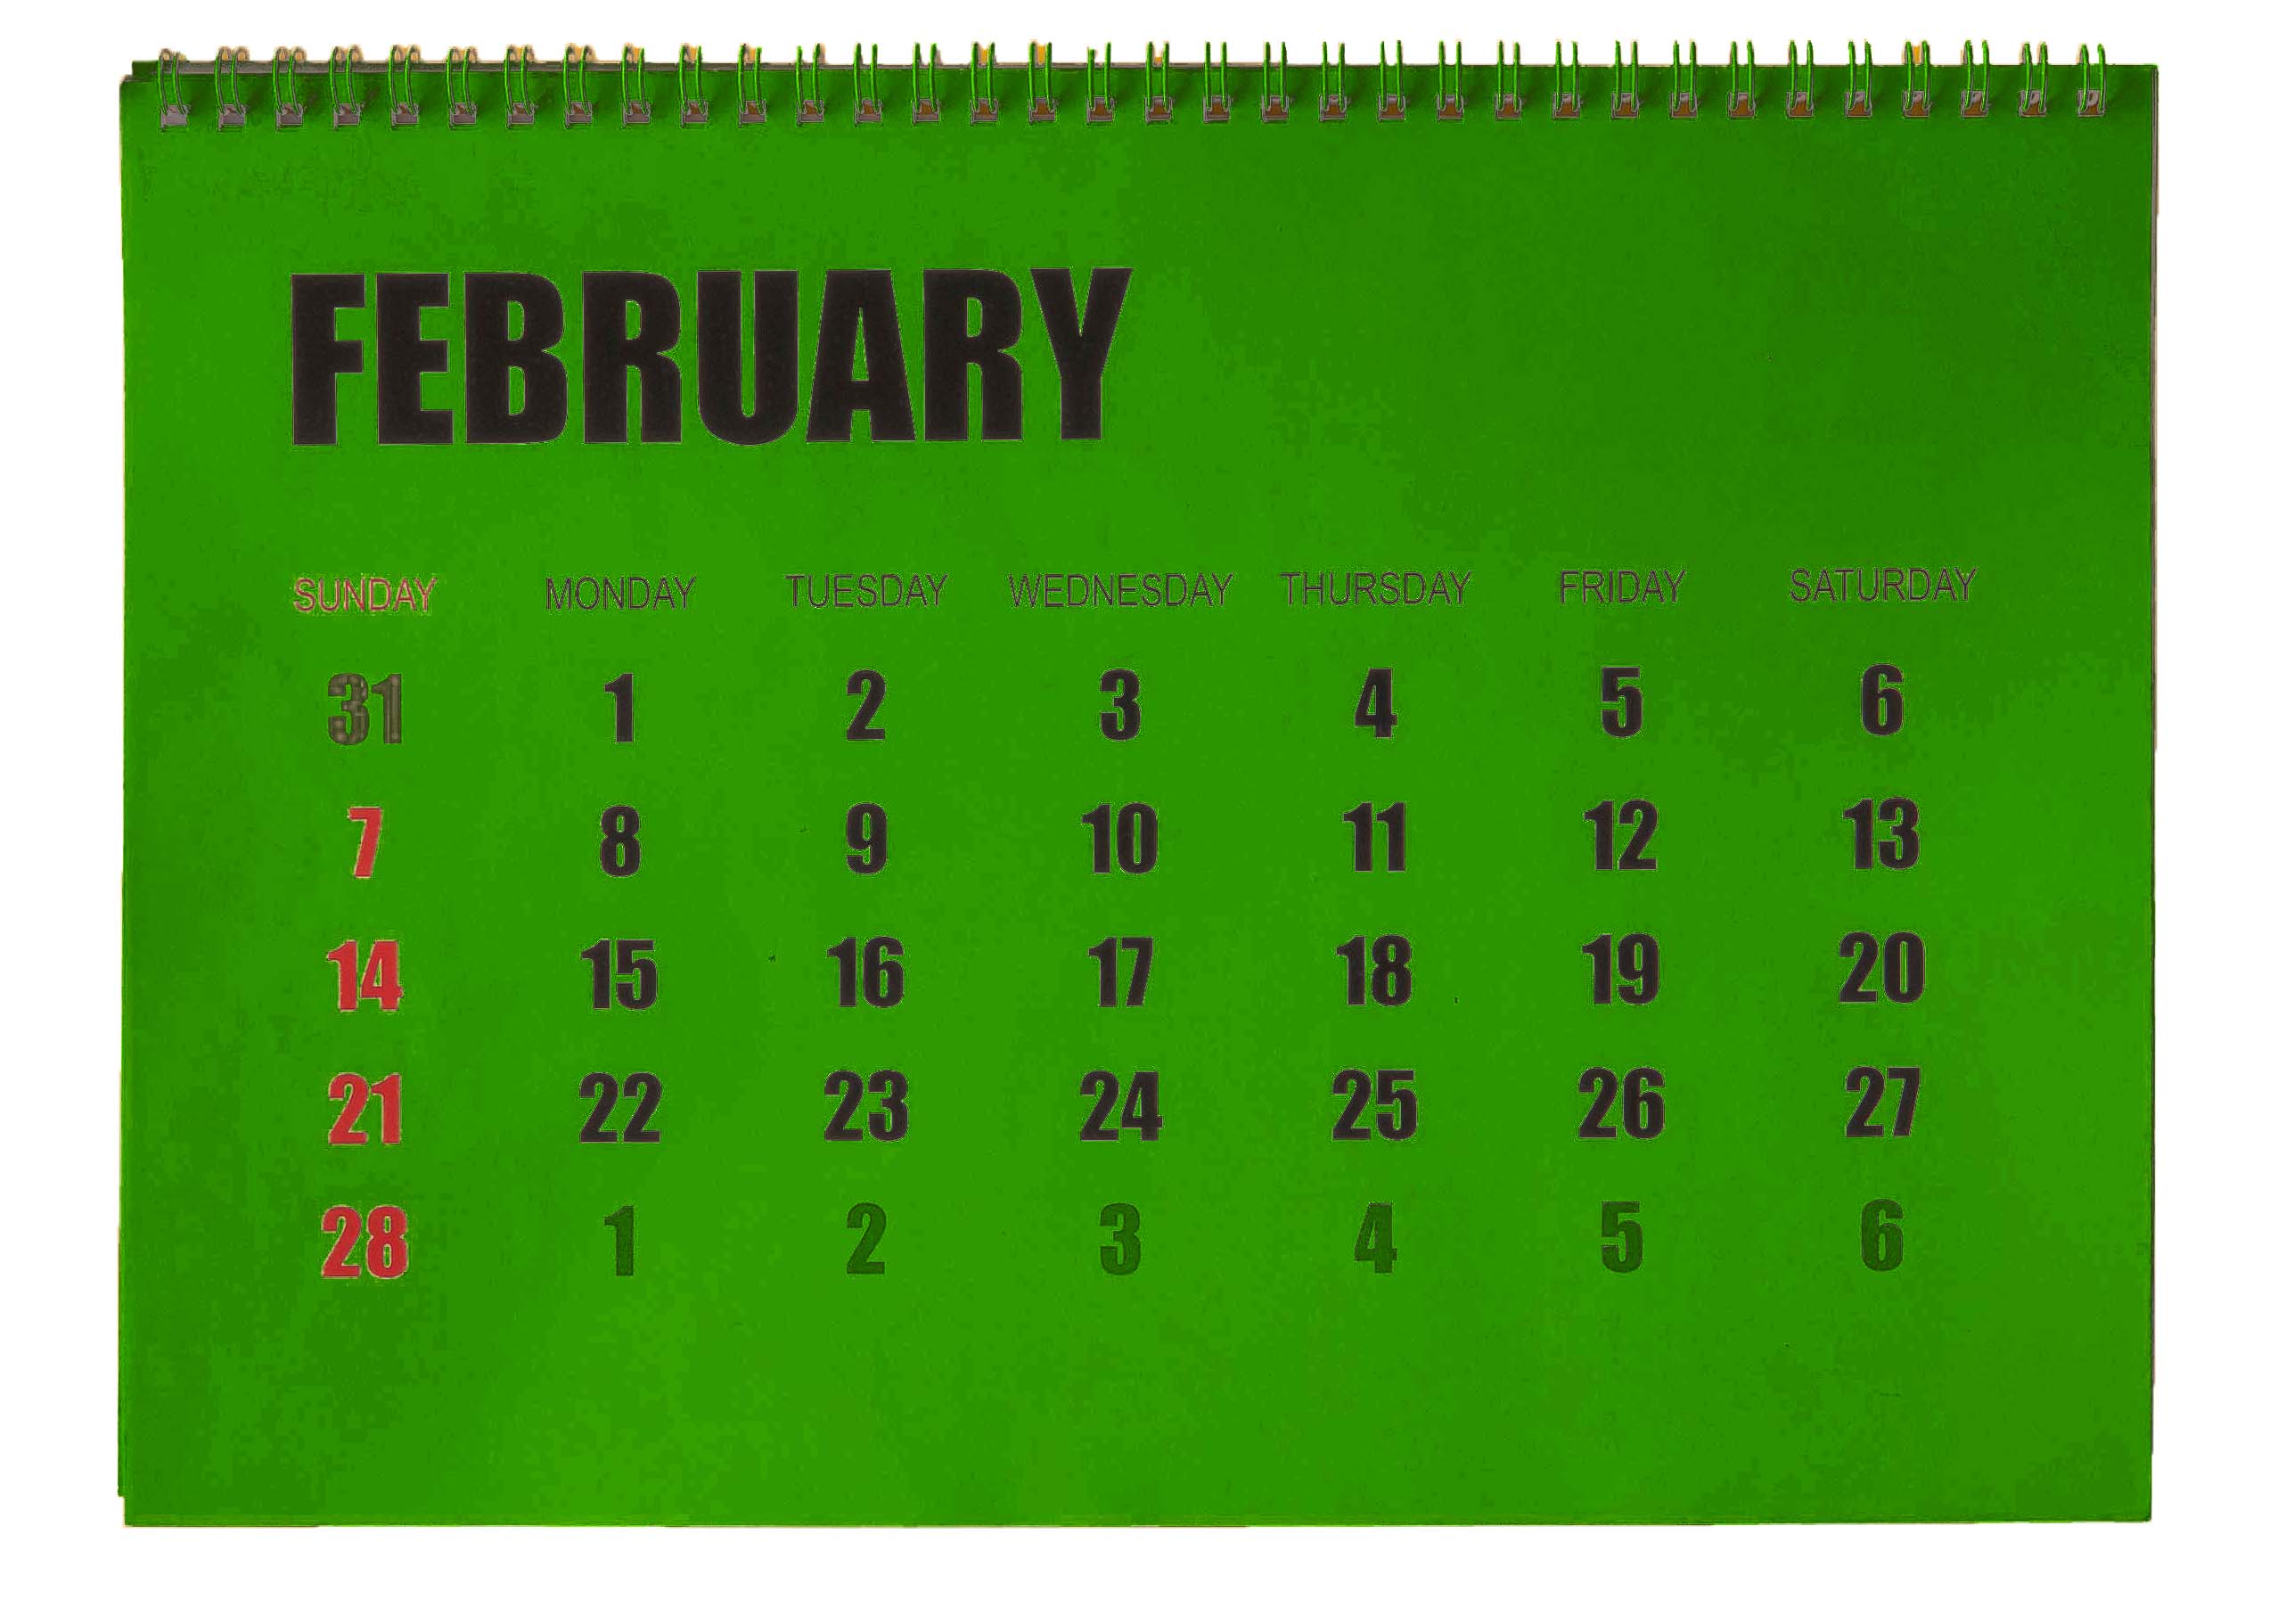 FEBRUARY
SUNDAY MONDAY TUESDAY WEDNESDAY THURSDAY FRIDAY SATURDAY
31 1 2 3 4 5 6
7 8 9 10 11 12 13
14 15 16 17 18 19 20
21 22 23 24 25 26 27
28 1 2 3 4 5 6